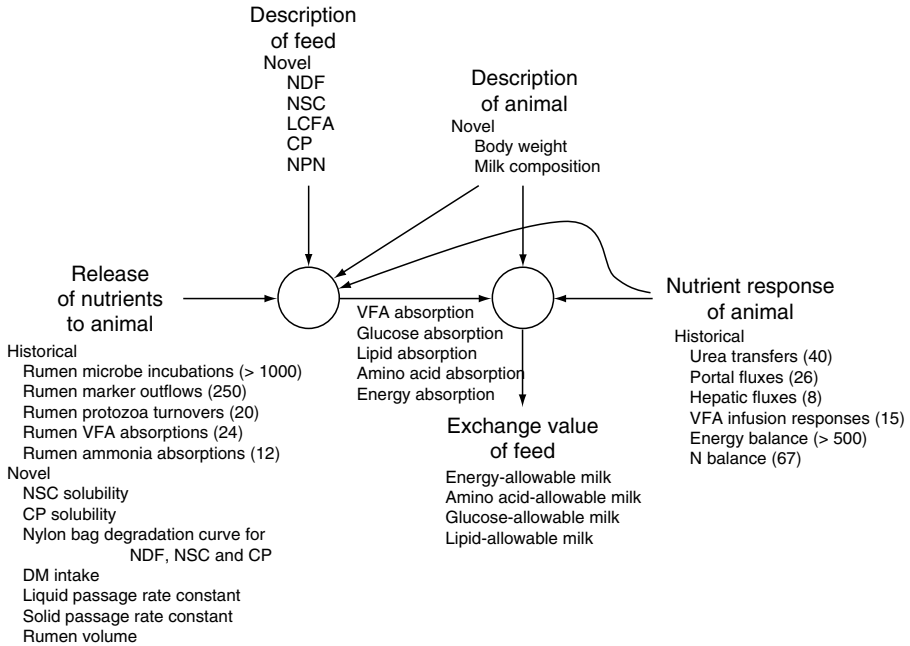 Description
of feed
Novel
NDF
NSC
LCFA
CP
NPN
Description
of animal
Novel
Body weight
Milk composition
Release
of nutrients
to animal
Historical
Rumen microbe incubations (> 1000)
Rumen marker outflows (250)
Rumen protozoa turnovers (20)
Rumen VFA absorptions (24)
Rumen ammonia absorptions (12)
Novel
NSC solubility
CP solubility
Nylon bag degradation curve for
NDF, NSC and CP
DM intake
Liquid passage rate constant
Solid passage rate constant
Rumen volume
VFA absorption
Glucose absorption
Lipid absorption
Amino acid absorption
Energy absorption
Exchange value
of feed
Energy-allowable milk
Amino acid-allowable milk
Glucose-allowable milk
Lipid-allowable milk
Nutrient response
of animal
Historical
Urea transfers (40)
Portal fluxes (26)
Hepatic fluxes (8)
VFA infusion responses (15)
Energy balance (> 500)
N balance (67)